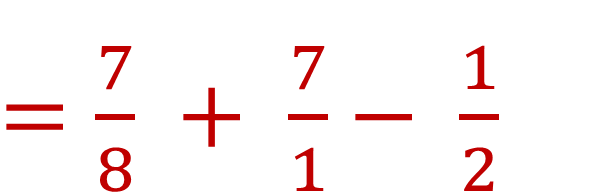 = 7/8 + 7/1 − 1/2